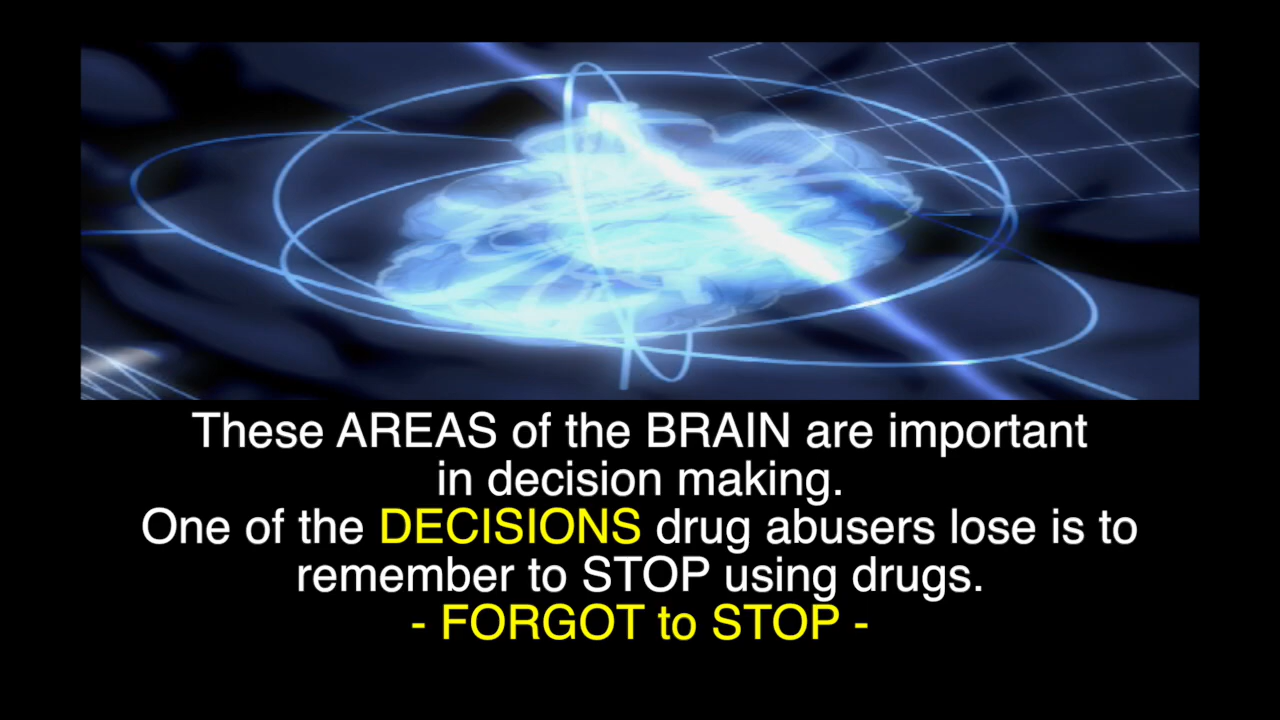 These AREAS of the BRAIN are important
in decision making.
One of the DECISIONS drug abusers lose is to
remember to STOP using drugs.
- FORGOT to STOP -